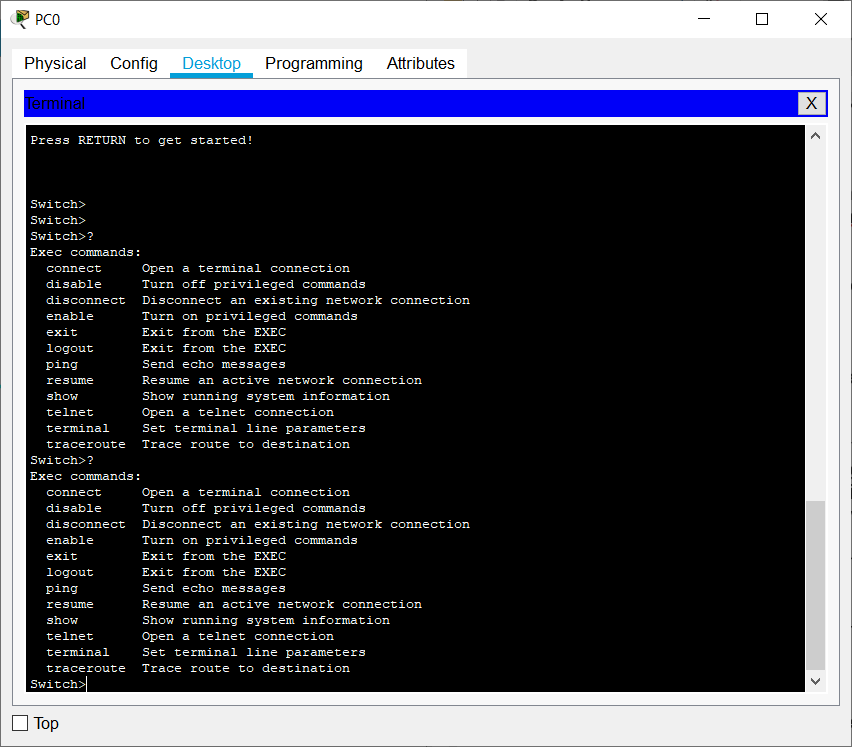 PC0
Physical Config Desktop Programming Attributes
Terminal X
Press RETURN to get started!
Switch>
Switch>
Switch>?
Exec commands:
  connect     Open a terminal connection
  disable     Turn off privileged commands
  disconnect  Disconnect an existing network connection
  enable      Turn on privileged commands
  exit        Exit from the EXEC
  logout      Exit from the EXEC
  ping        Send echo messages
  resume      Resume an active network connection
  show        Show running system information
  telnet      Open a telnet connection
  terminal    Set terminal line parameters
  traceroute  Trace route to destination
Switch>?
Exec commands:
  connect     Open a terminal connection
  disable     Turn off privileged commands
  disconnect  Disconnect an existing network connection
  enable      Turn on privileged commands
  exit        Exit from the EXEC
  logout      Exit from the EXEC
  ping        Send echo messages
  resume      Resume an active network connection
  show        Show running system information
  telnet      Open a telnet connection
  terminal    Set terminal line parameters
  traceroute  Trace route to destination
Switch>
Top